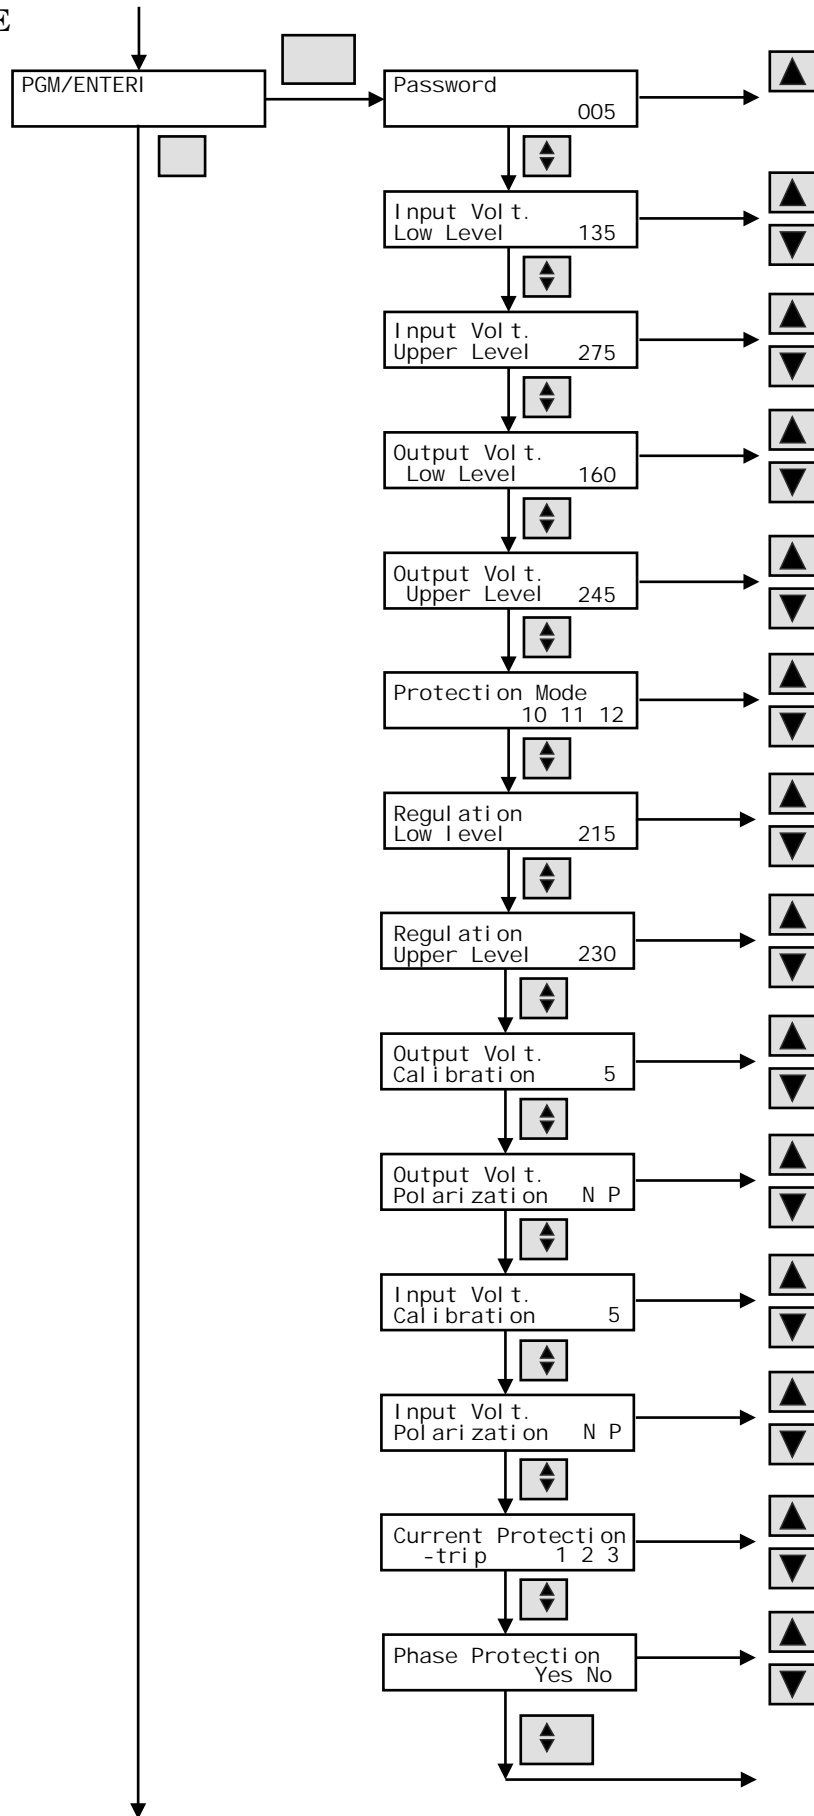 E
PGM/ENTERI
Password
005
Input Volt.
Low Level 135
Input Volt.
Upper Level 275
Output Volt.
Low Level 160
Output Volt.
Upper Level 245
Protection Mode
10 11 12
Regulation
Low level 215
Regulation
Upper Level 230
Output Volt.
Calibration 5
Output Volt.
Polarization N P
Input Volt.
Calibration 5
Input Volt.
Polarization N P
Current Protection
-trip 1 2 3
Phase Protection
Yes No